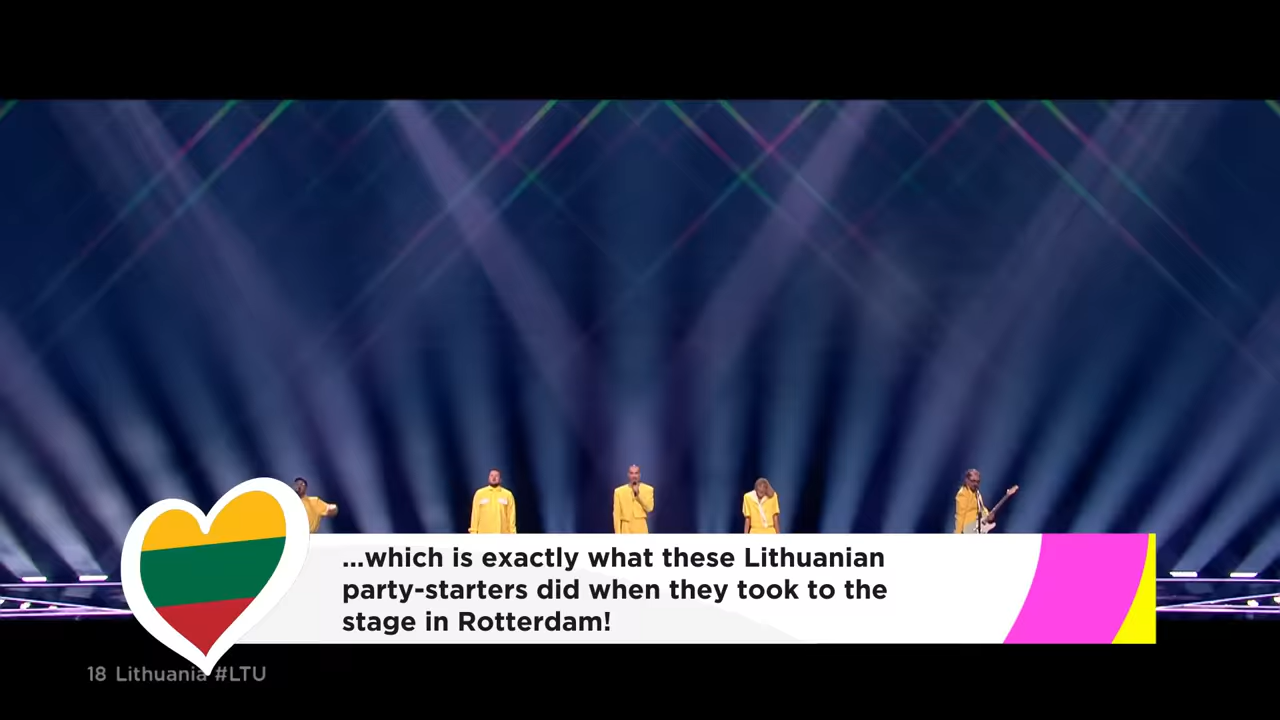 ...which is exactly what these Lithuanian
party-starters did when they took to the
stage in Rotterdam!
18 Lithuania #LTU